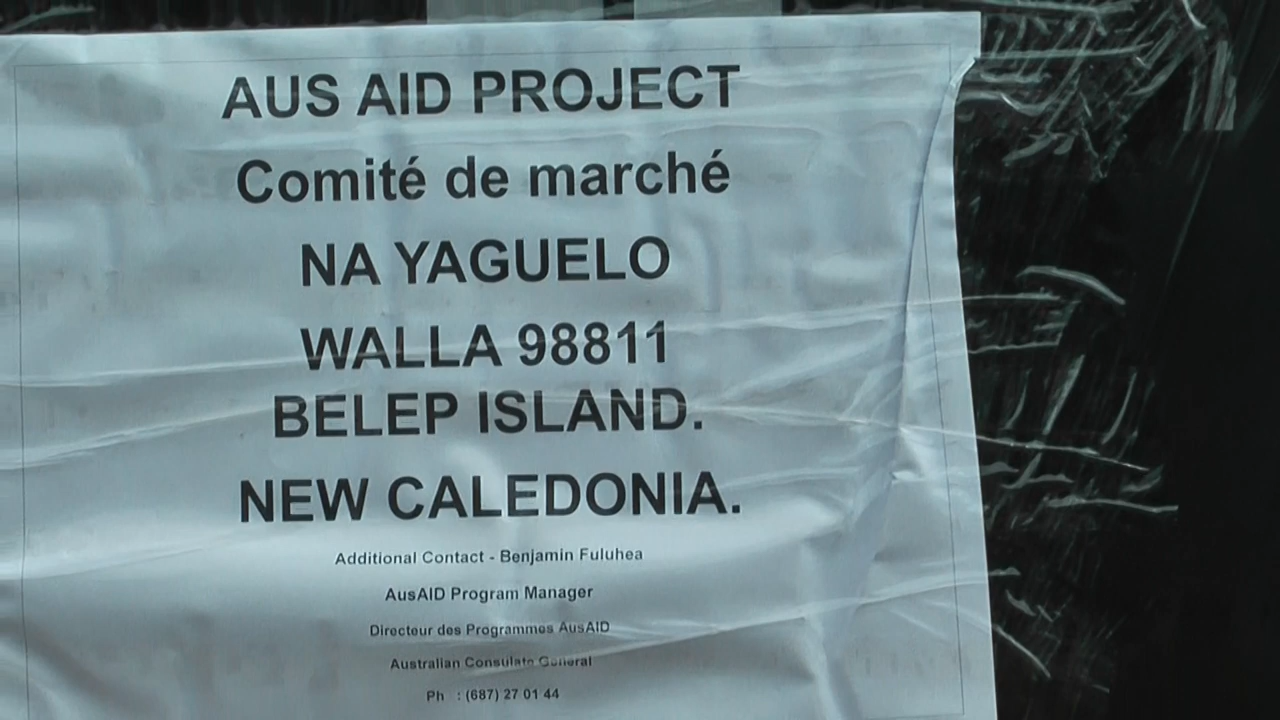 AUS AID PROJECT
Comité de marché
NA YAGUELO
WALLA 98811
BELEP ISLAND.
NEW CALEDONIA.
Additional Contact - Benjamin Fuluhea
AusAID Program Manager
Directeur des Programmes AusAID
Australian Consulate General
Ph : (687) 27 01 44